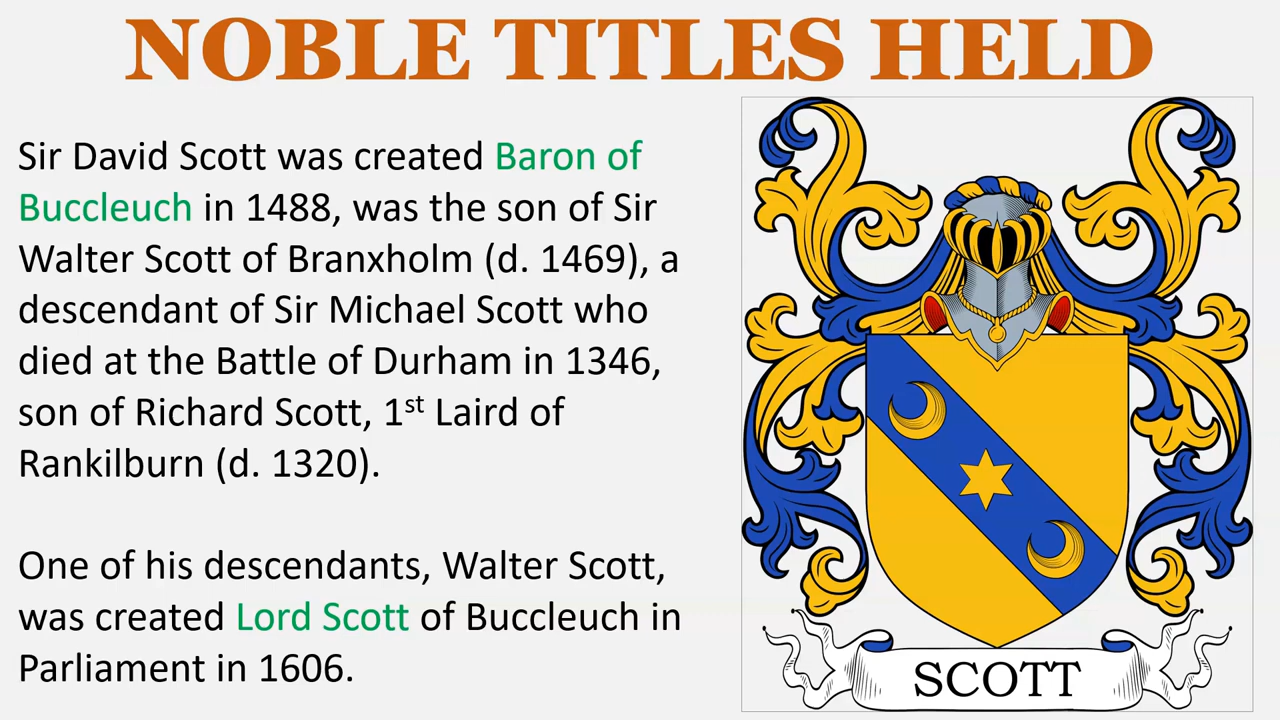 NOBLE TITLES HELD
Sir David Scott was created Baron of
Buccleuch in 1488, was the son of Sir
Walter Scott of Branxholm (d. 1469), a
descendant of Sir Michael Scott who
died at the Battle of Durham in 1346,
son of Richard Scott, 1st Laird of
Rankilburn (d. 1320).
One of his descendants, Walter Scott,
was created Lord Scott of Buccleuch in
Parliament in 1606.
SCOTT